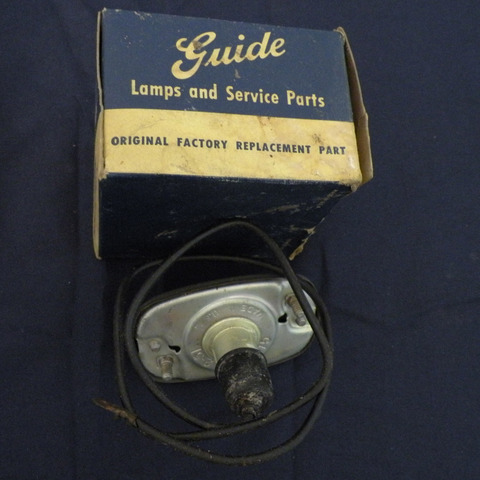 Guide
Lamps and Service Parts
ORIGINAL FACTORY REPLACEMENT PART